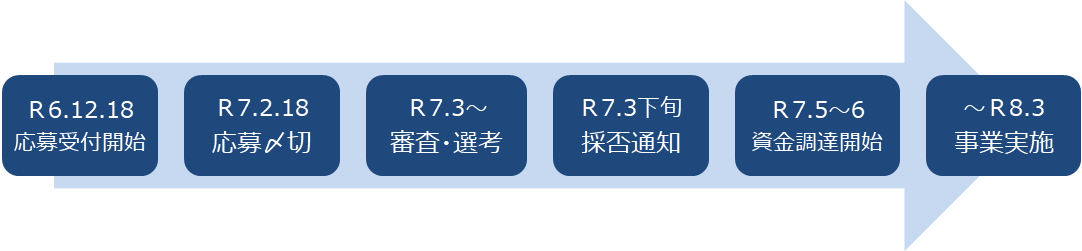 Ｒ６.12.18
応募受付開始
Ｒ７.2.18
応募〆切
Ｒ７.３～
審査・選考
Ｒ７.３下旬
採否通知
Ｒ７.５～６
資金調達開始
～Ｒ８.３
事業実施